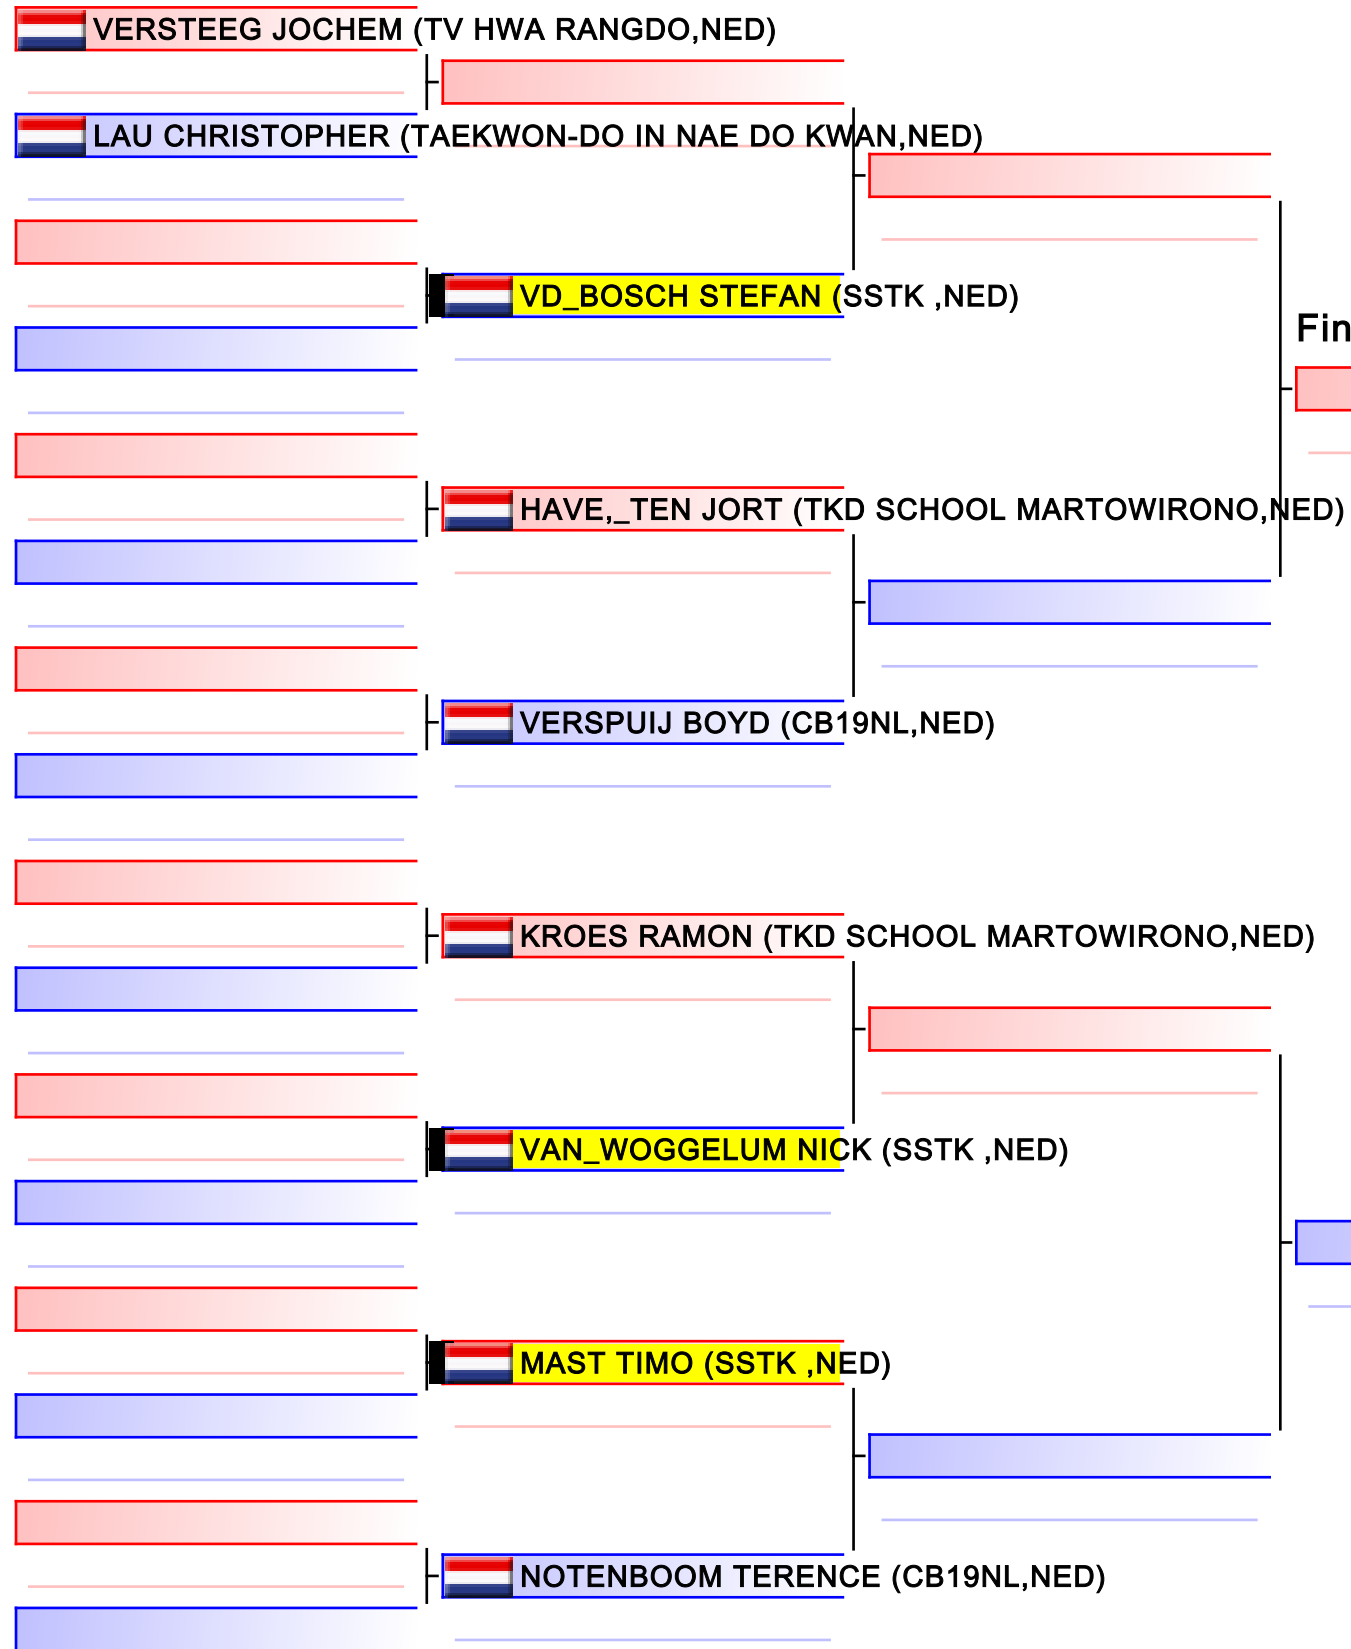 VERSTEEG JOCHEM (TV HWA RANGDO,NED)
LAU CHRISTOPHER (TAEKWON-DO IN NAE DO KWAN,NED)
VD_BOSCH STEFAN (SSTK ,NED)
Fin
HAVE,_TEN JORT (TKD SCHOOL MARTOWIRONO,NED)
VERSPUIJ BOYD (CB19NL,NED)
KROES RAMON (TKD SCHOOL MARTOWIRONO,NED)
VAN_WOGGELUM NICK (SSTK ,NED)
MAST TIMO (SSTK ,NED)
NOTENBOOM TERENCE (CB19NL,NED)